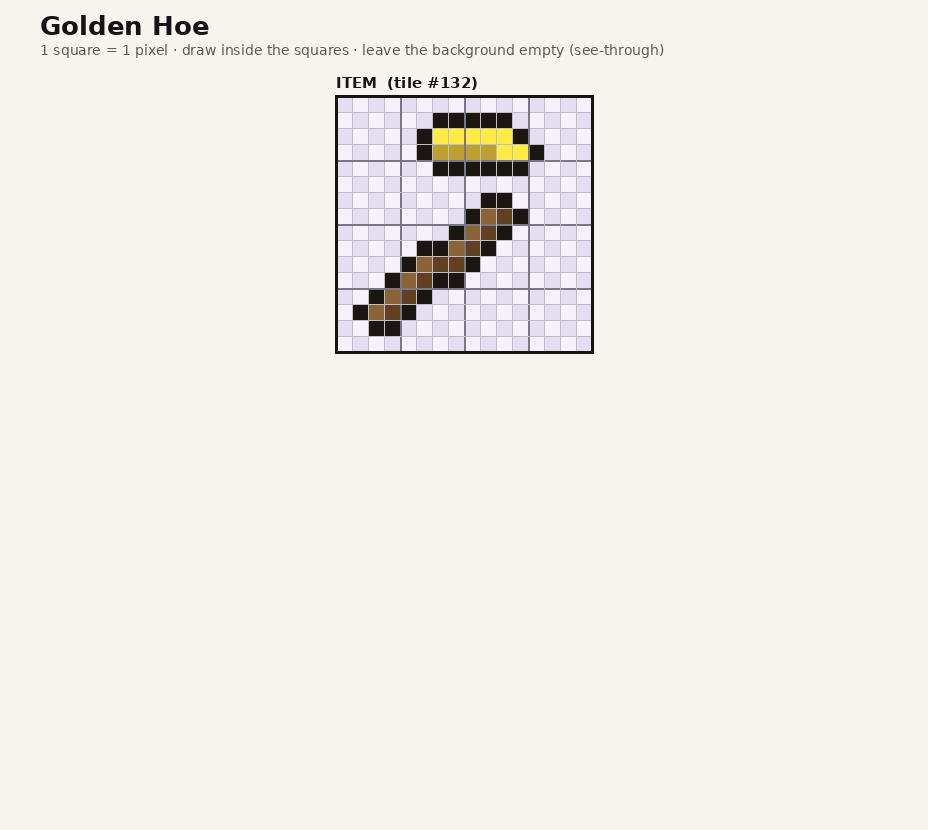 Golden Hoe
1 square = 1 pixel · draw inside the squares · leave the background empty (see-through)
ITEM (tile #132)